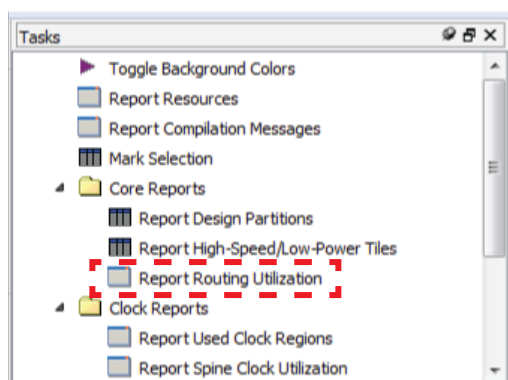 Tasks
Toggle Background Colors
Report Resources
Report Compilation Messages
Mark Selection
Core Reports
Report Design Partitions
Report High-Speed/Low-Power Tiles
Report Routing Utilization
Clock Reports
Report Used Clock Regions
Report Spine Clock Utilization